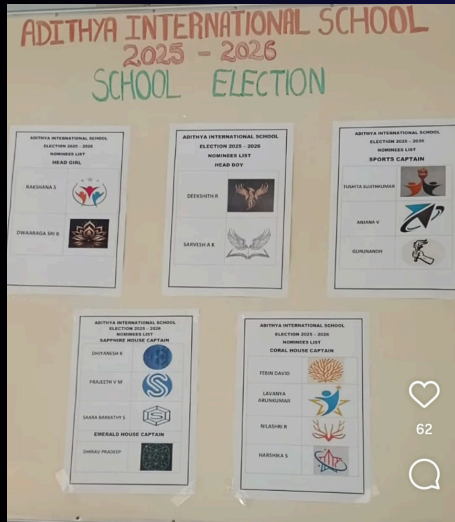 ADITHYA INTERNATIONAL SCHOOL
2025 - 2026
SCHOOL ELECTION
ADITHYA INTERNATIONAL SCHOOL
ELECTION 2025 - 2026
NOMINEES LIST
HEAD GIRL
RAKSHANA S
DWAARAGA SRI B
ADITHYA INTERNATIONAL SCHOOL
ELECTION 2025 - 2026
NOMINEES LIST
HEAD BOY
DEEKSHITH R
SARVESH A B
ADITHYA INTERNATIONAL SCHOOL
ELECTION 2025 - 2026
NOMINEES LIST
SPORTS CAPTAIN
SUJITHKUMAR
ANJANA V
GURUNANDH
ADITHYA INTERNATIONAL SCHOOL
ELECTION 2025 - 2026
NOMINEES LIST
SAPPHIRE HOUSE CAPTAIN
DHIYANESH K
PRAJEETH V M
BARKATHY S
EMERALD HOUSE CAPTAIN
PRADEEP
ADITHYA INTERNATIONAL SCHOOL
ELECTION 2025 - 2026
NOMINEES LIST
CORAL HOUSE CAPTAIN
FEBIN DAVID
LAVANYA
ARUNKUMAR
NILASHRI R
HARSHIKA S
62